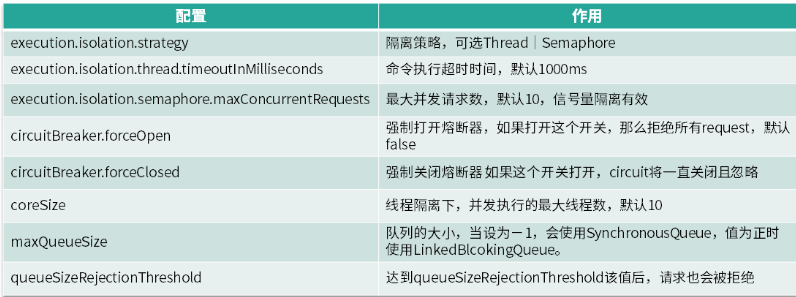 配置
作用
execution.isolation.strategy
隔离策略，可选Thread｜Semaphore
execution.isolation.thread.timeoutInMilliseconds
命令执行超时时间，默认1000ms
execution.isolation.semaphore.maxConcurrentRequests
最大并发请求数，默认10，信号量隔离有效
circuitBreaker.forceOpen
强制打开熔断器，如果打开这个开关，那么拒绝所有request，默认
false
circuitBreaker.forceClosed
强制关闭熔断器 如果这个开关打开，circuit将一直关闭且忽略
coreSize
线程隔离下，并发执行的最大线程数，默认10
maxQueueSize
队列的大小，当设为－1，会使用SynchronousQueue，值为正时
使用LinkedBlcokingQueue。
queueSizeRejectionThreshold
达到queueSizeRejectionThreshold该值后，请求也会被拒绝